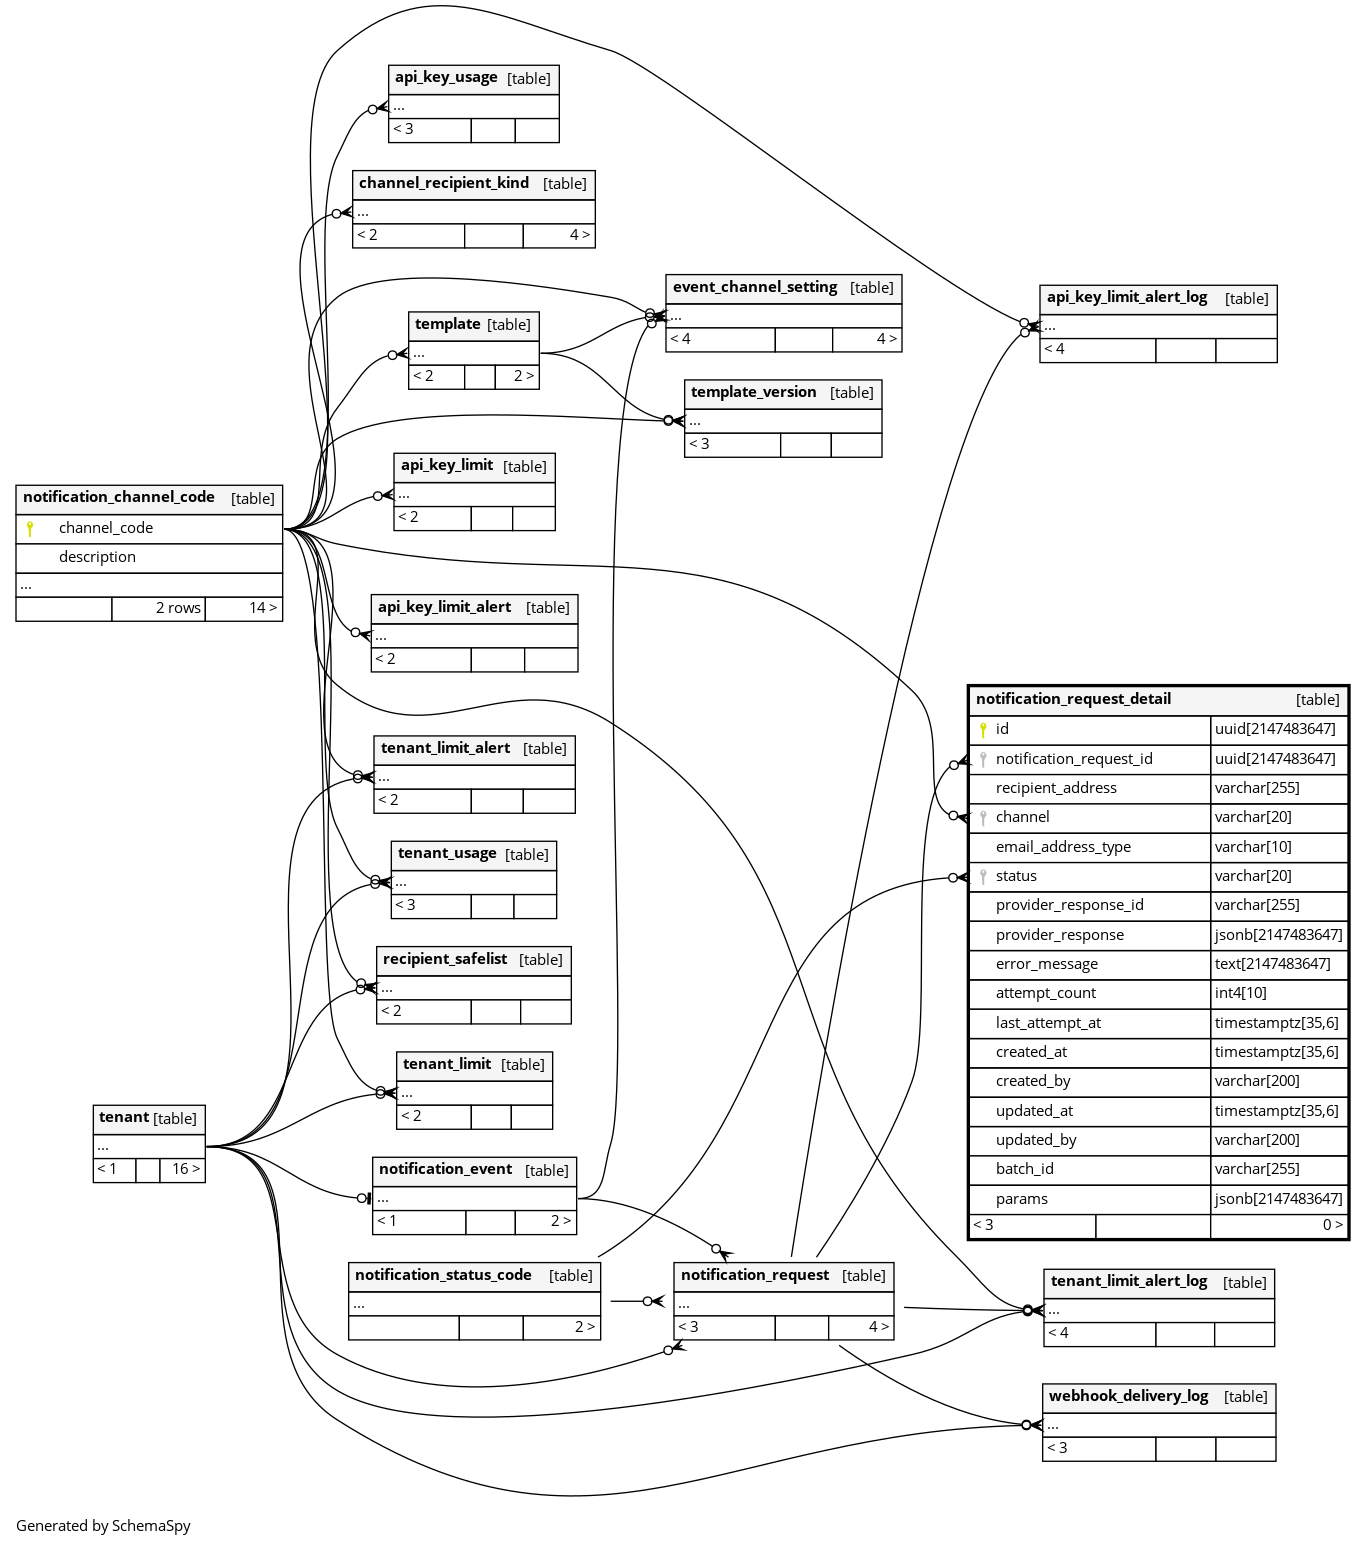 api_key_usage [table]
...
< 3
channel_recipient_kind [table]
...
< 2 4 >
event_channel_setting [table]
...
< 4 4 >
api_key_limit_alert_log [table]
...
< 4
template [table]
...
< 2 2 >
template_version [table]
...
< 3
api_key_limit [table]
...
< 2
notification_channel_code [table]
channel_code
description
...
2 rows 14 >
api_key_limit_alert [table]
...
< 2
notification_request_detail [table]
id uuid[2147483647]
notification_request_id uuid[2147483647]
recipient_address varchar[255]
channel varchar[20]
email_address_type varchar[10]
status varchar[20]
provider_response_id varchar[255]
provider_response jsonb[2147483647]
error_message text[2147483647]
attempt_count int4[10]
last_attempt_at timestamptz[35,6]
created_at timestamptz[35,6]
created_by varchar[200]
updated_at timestamptz[35,6]
updated_by varchar[200]
batch_id varchar[255]
params jsonb[2147483647]
< 3 0 >
tenant_limit_alert [table]
...
< 2
tenant_usage [table]
...
< 3
recipient_safelist [table]
...
< 2
tenant_limit [table]
...
< 2
tenant [table]
...
< 1 16 >
notification_event [table]
...
< 1 2 >
notification_status_code [table]
...
2 >
notification_request [table]
...
< 3 4 >
tenant_limit_alert_log [table]
...
< 4
webhook_delivery_log [table]
...
< 3
Generated by SchemaSpy